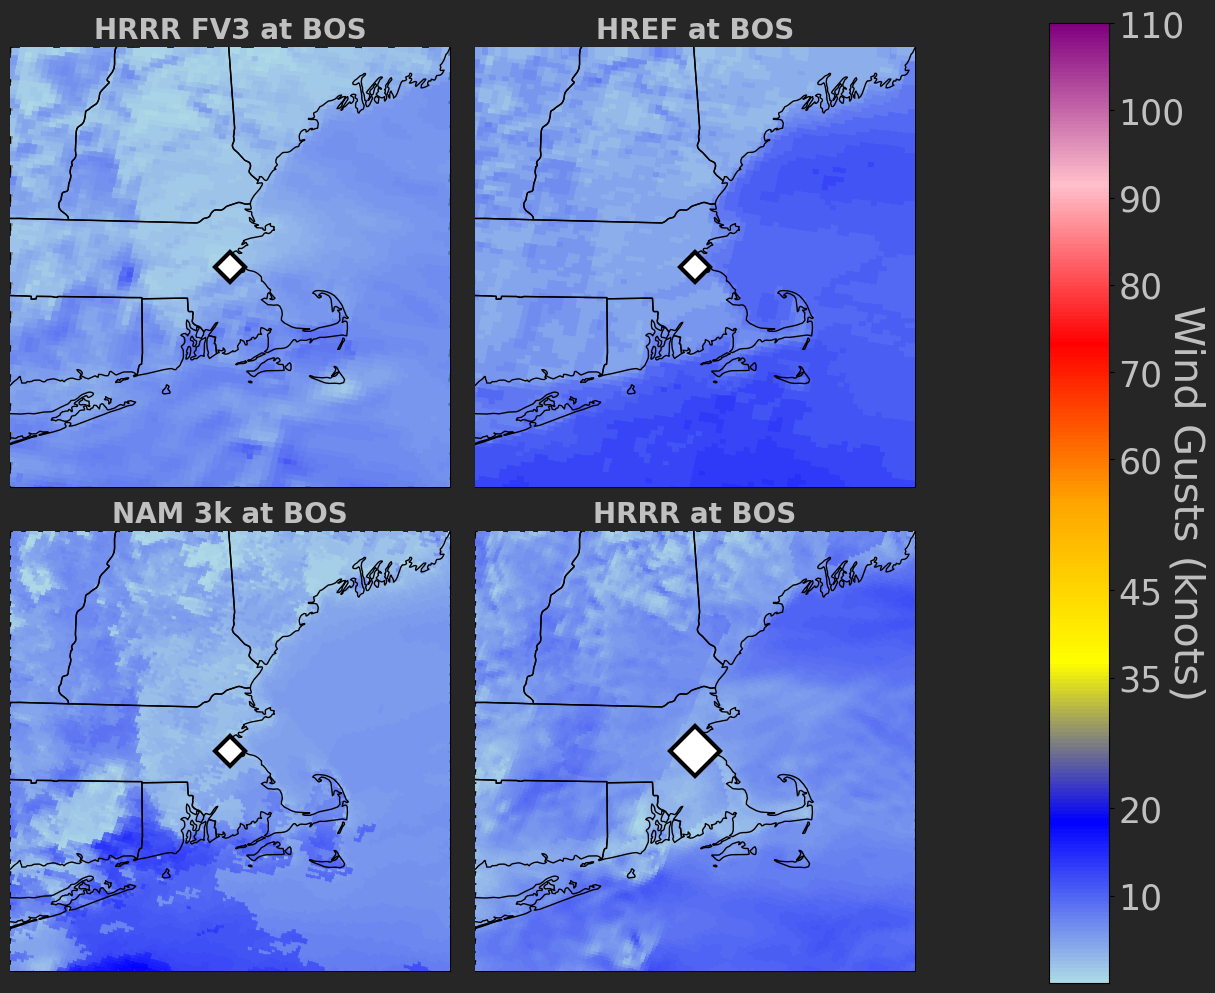 HRRR FV3 at BOS
HREF at BOS
NAM 3k at BOS
HRRR at BOS
110
100
90
80
70
60
45
35
20
10
Wind Gusts (knots)